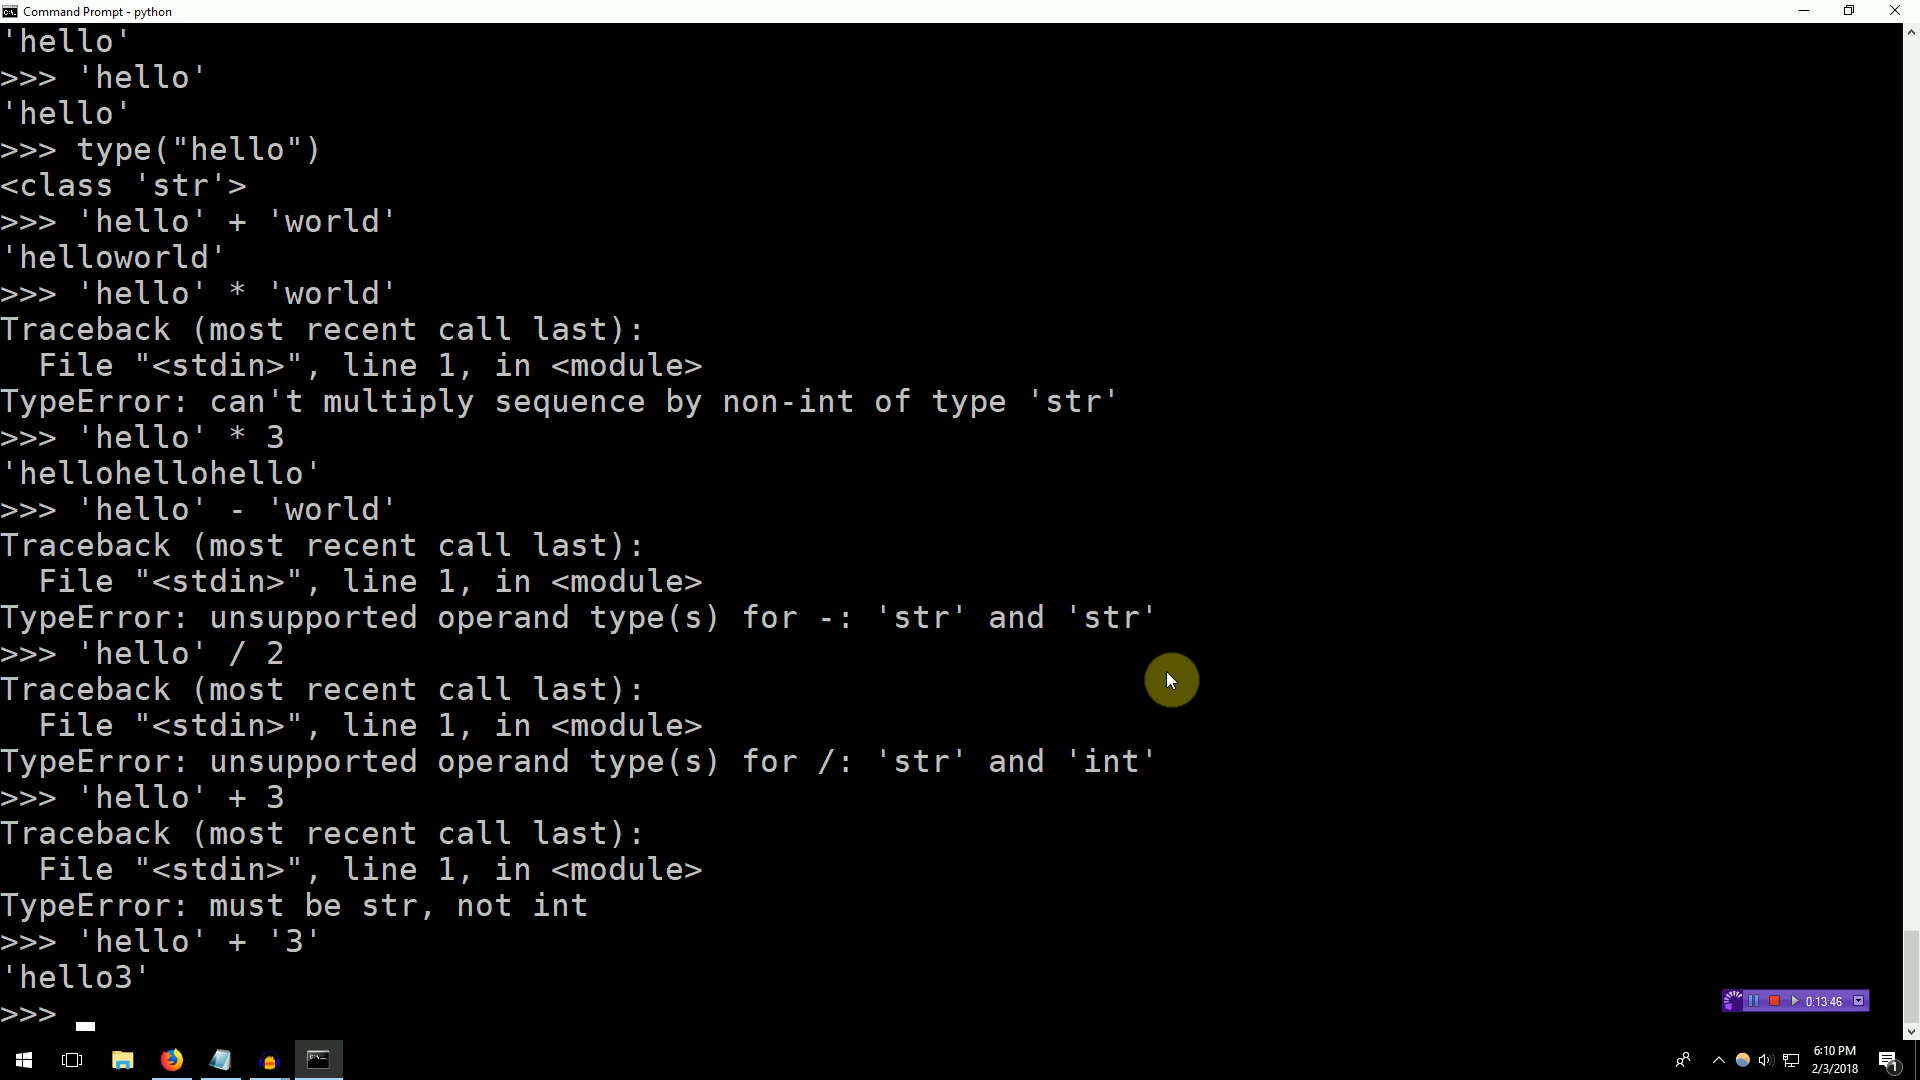 Command Prompt - python
'hello'
>>> 'hello'
'hello'
>>> type("hello")
<class 'str'>
>>> 'hello' + 'world'
'helloworld'
>>> 'hello' * 'world'
Traceback (most recent call last):
  File "<stdin>", line 1, in <module>
TypeError: can't multiply sequence by non-int of type 'str'
>>> 'hello' * 3
'hellohellohello'
>>> 'hello' - 'world'
Traceback (most recent call last):
  File "<stdin>", line 1, in <module>
TypeError: unsupported operand type(s) for -: 'str' and 'str'
>>> 'hello' / 2
Traceback (most recent call last):
  File "<stdin>", line 1, in <module>
TypeError: unsupported operand type(s) for /: 'str' and 'int'
>>> 'hello' + 3
Traceback (most recent call last):
  File "<stdin>", line 1, in <module>
TypeError: must be str, not int
>>> 'hello' + '3'
'hello3'
>>>
0:13:46
6:10 PM
2/3/2018
1